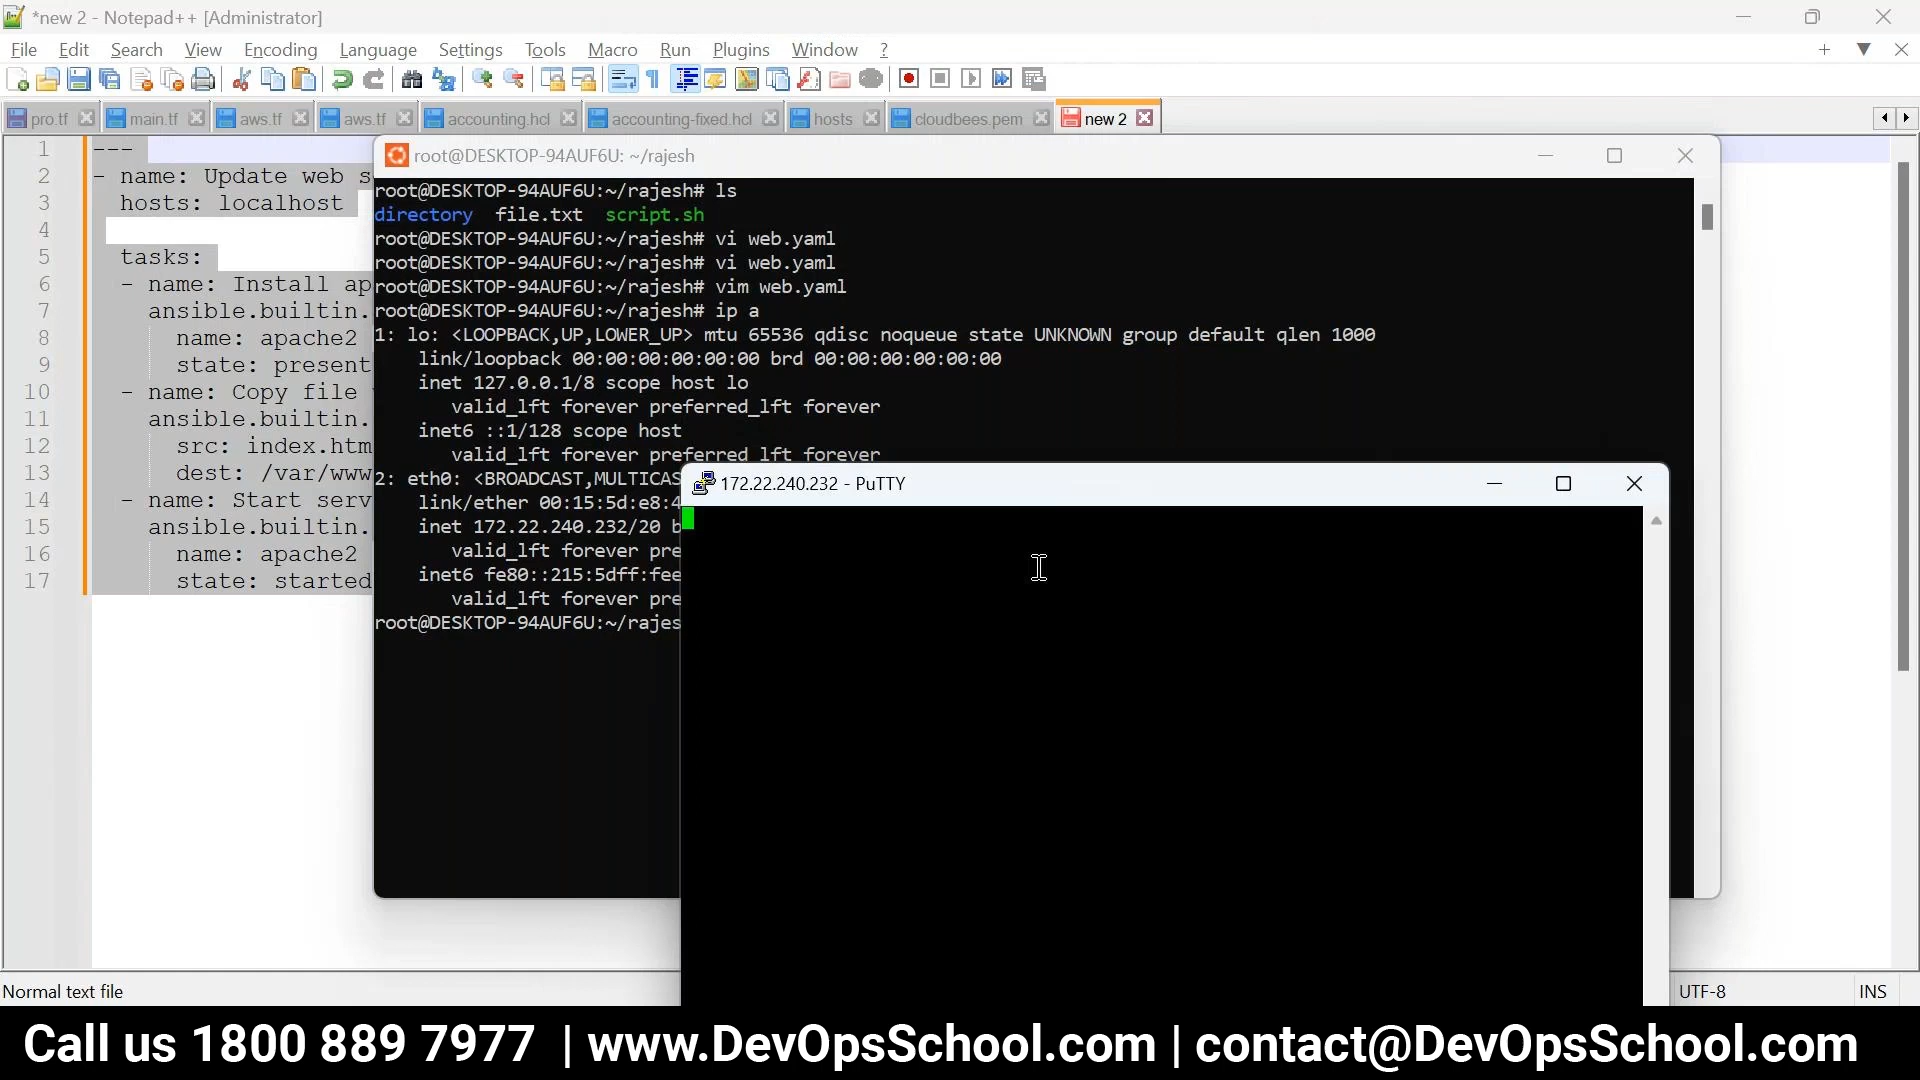 *new 2 - Notepad++ [Administrator]
File Edit Search View Encoding Language Settings Tools Macro Run Plugins Window ?
pro.tf main.tf aws.tf aws.tf accounting.hcl accounting-fixed.hcl hosts cloudbees.pem new 2
1 ---
2 - name: Update web s
3 hosts: localhost
4
5 tasks:
6 - name: Install ap
7 ansible.builtin.
8 name: apache2
9 state: present
10 - name: Copy file
11 ansible.builtin.
12 src: index.htm
13 dest: /var/www
14 - name: Start serv
15 ansible.builtin.
16 name: apache2
17 state: started
root@DESKTOP-94AUF6U: ~/rajesh
root@DESKTOP-94AUF6U:~/rajesh# ls
directory file.txt script.sh
root@DESKTOP-94AUF6U:~/rajesh# vi web.yaml
root@DESKTOP-94AUF6U:~/rajesh# vi web.yaml
root@DESKTOP-94AUF6U:~/rajesh# vim web.yaml
root@DESKTOP-94AUF6U:~/rajesh# ip a
1: lo: <LOOPBACK,UP,LOWER_UP> mtu 65536 qdisc noqueue state UNKNOWN group default qlen 1000
link/loopback 00:00:00:00:00:00 brd 00:00:00:00:00:00
inet 127.0.0.1/8 scope host lo
valid_lft forever preferred_lft forever
inet6 ::1/128 scope host
valid_lft forever preferred_lft forever
2: eth0: <BROADCAST,MULTICAS
link/ether 00:15:5d:e8:4
inet 172.22.240.232/20 b
valid_lft forever pre
inet6 fe80::215:5dff:fee
valid_lft forever pre
root@DESKTOP-94AUF6U:~/rajes
172.22.240.232 - PuTTY
Normal text file UTF-8 INS
Call us 1800 889 7977 | www.DevOpsSchool.com | contact@DevOpsSchool.com